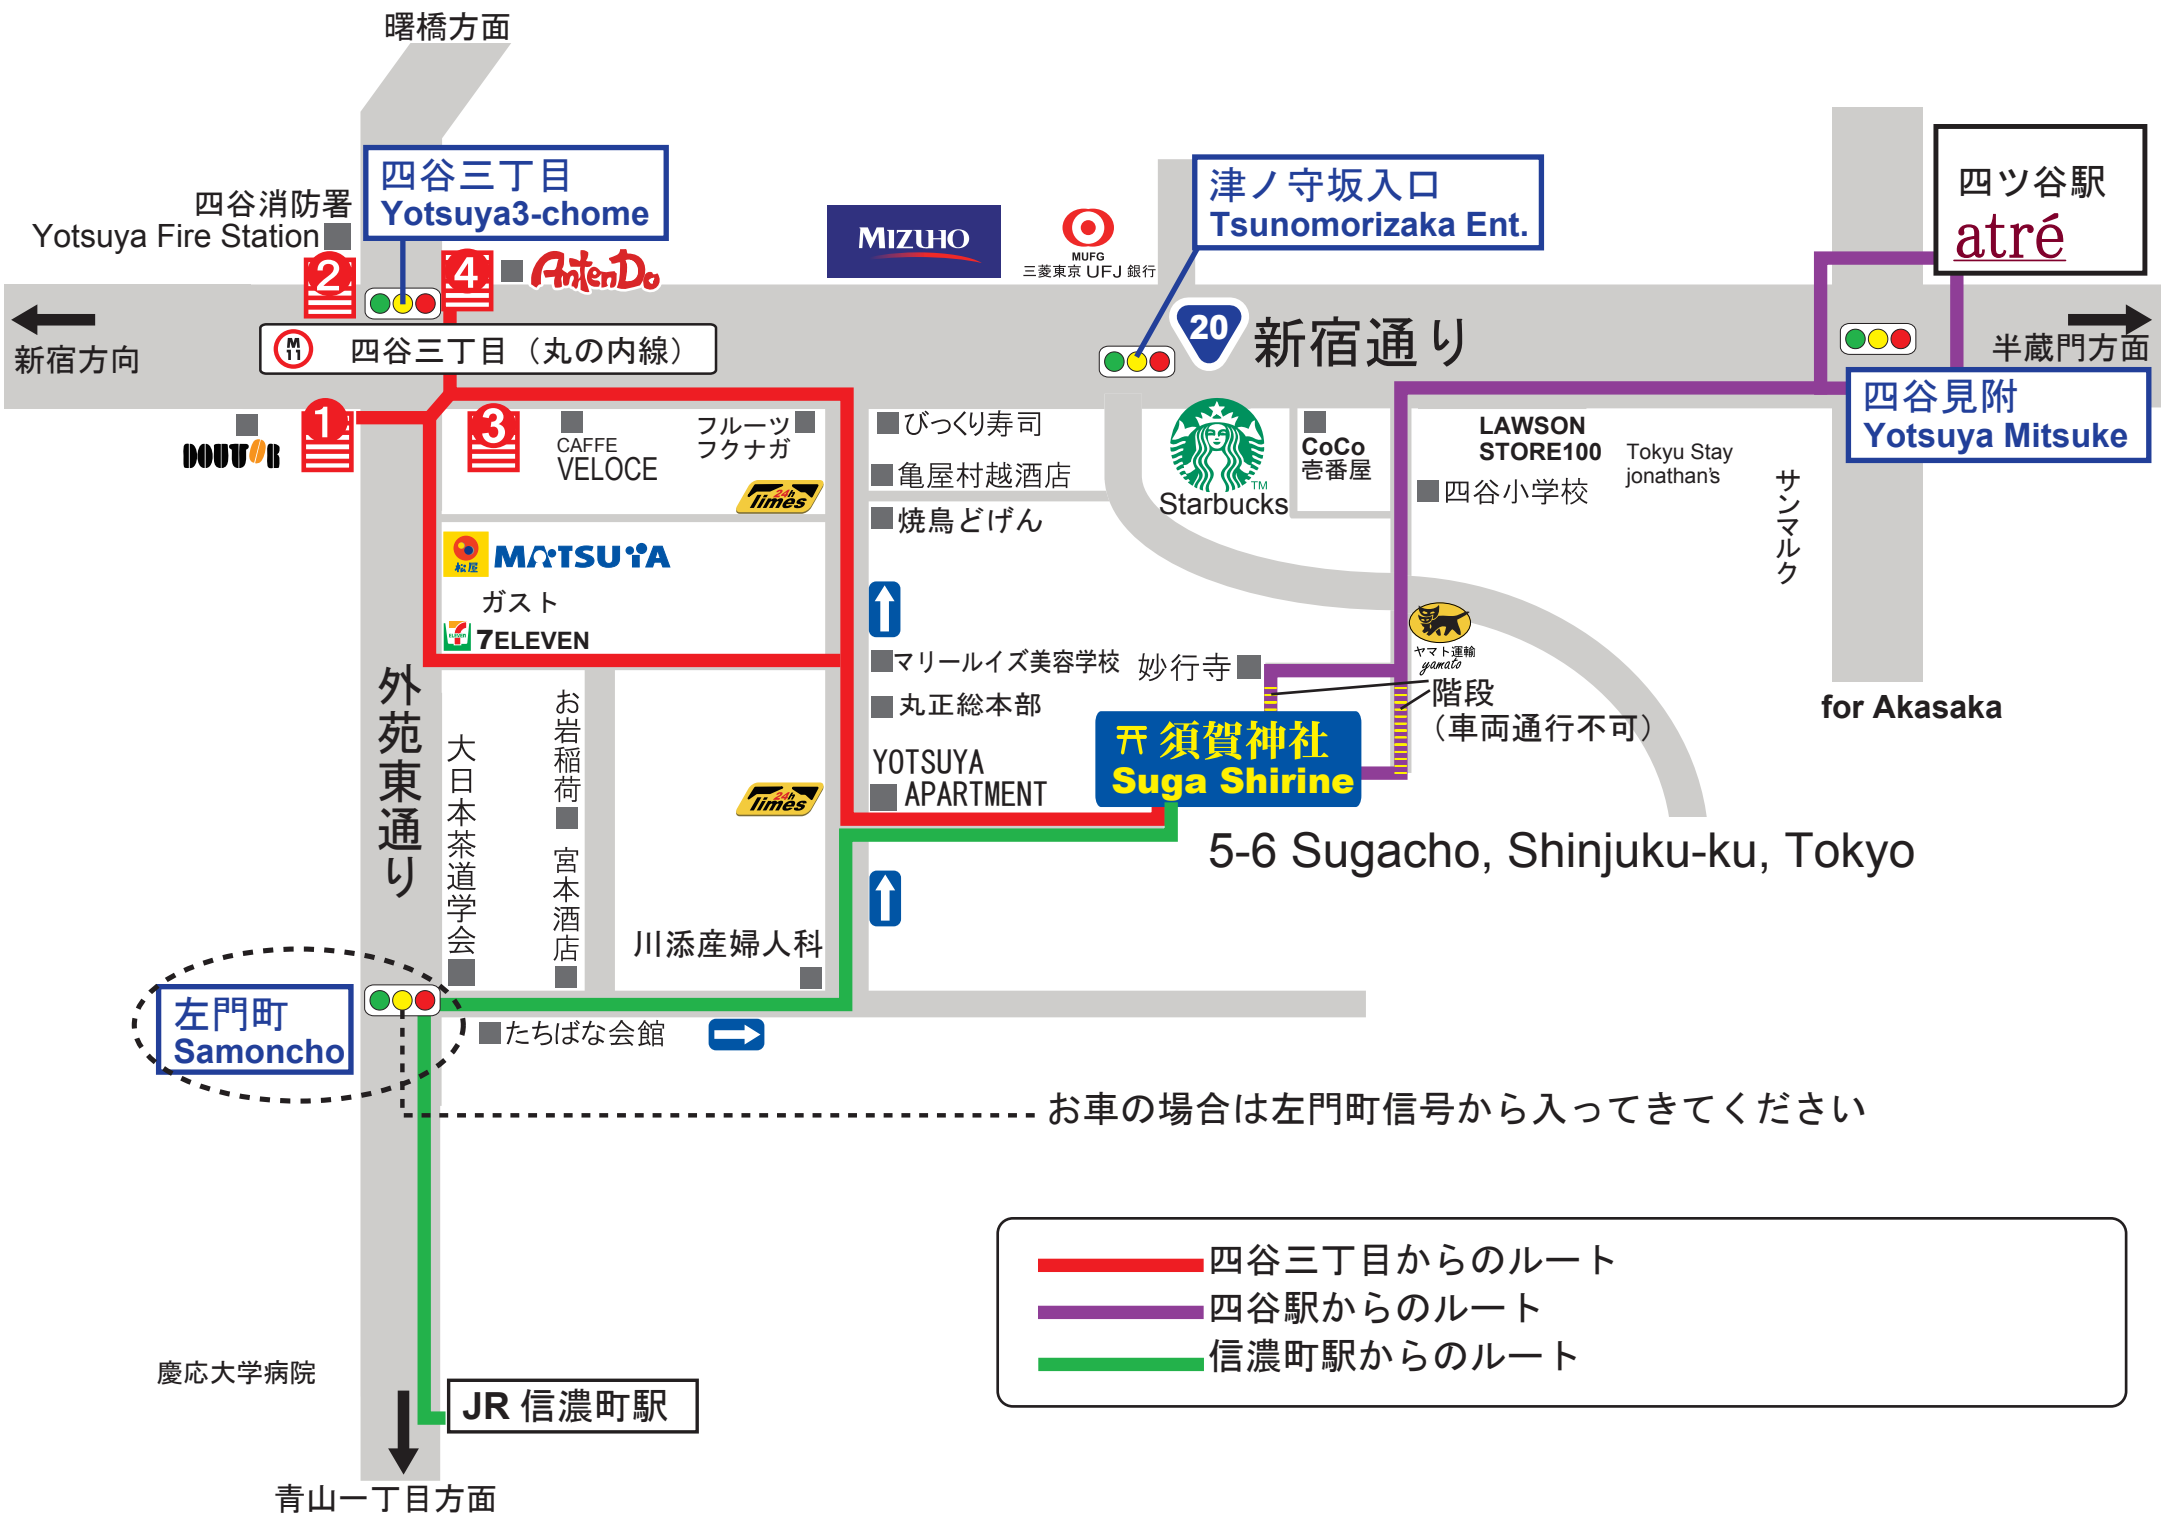 曙橋方面
四谷三丁目
Yotsuya3-chome
四谷消防署
Yotsuya Fire Station
2
4
AntenDo
MIZUHO
MUFG
三菱東京UFJ銀行
津ノ守坂入口
Tsunomorizaka Ent.
四ツ谷駅
atré
新宿方向
M
11
四谷三丁目（丸の内線）
20
新宿通り
半蔵門方面
四谷見附
Yotsuya Mitsuke
DOUTOR
1
3
CAFFE
VELOCE
フルーツ
フクナガ
24h
Times
びっくり寿司
亀屋村越酒店
焼鳥どげん
TM
Starbucks
CoCo
壱番屋
LAWSON
STORE100
四谷小学校
Tokyu Stay
jonathan's
サンマルク
松屋
MATSUYA
ガスト
ELEVEN
7ELEVEN
外苑東通り
大日本茶道学会
お岩稲荷
宮本酒店
24h
Times
川添産婦人科
マリールイズ美容学校
丸正総本部
YOTSUYA
APARTMENT
妙行寺
ヤマト運輸
yamato
階段
（車両通行不可）
須賀神社
Suga Shirine
for Akasaka
5-6 Sugacho, Shinjuku-ku, Tokyo
左門町
Samoncho
たちばな会館
お車の場合は左門町信号から入ってきてください
四谷三丁目からのルート
四谷駅からのルート
信濃町駅からのルート
慶応大学病院
JR 信濃町駅
青山一丁目方面